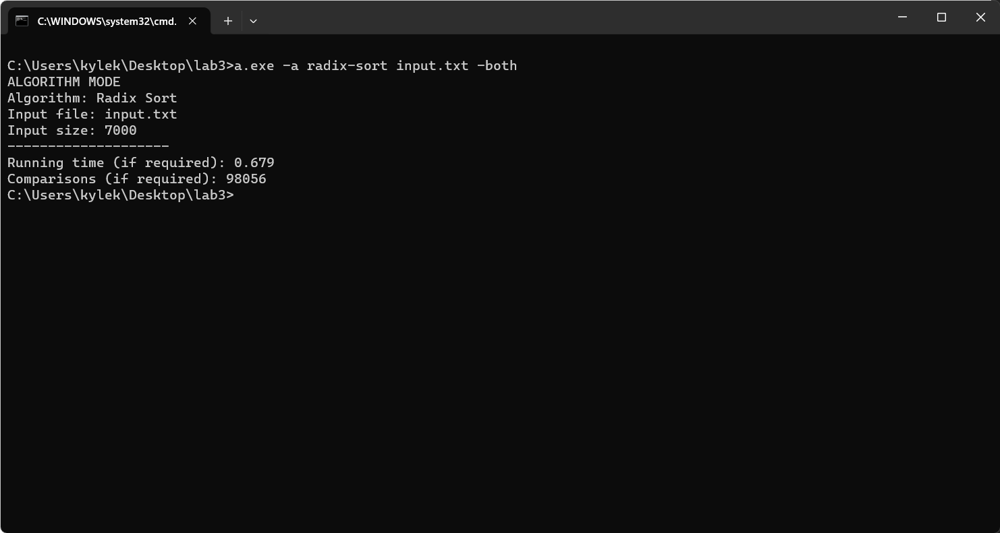 C:\WINDOWS\system32\cmd.
C:\Users\kylek\Desktop\lab3>a.exe -a radix-sort input.txt -both
ALGORITHM MODE
Algorithm: Radix Sort
Input file: input.txt
Input size: 7000
--------------------
Running time (if required): 0.679
Comparisons (if required): 98056
C:\Users\kylek\Desktop\lab3>